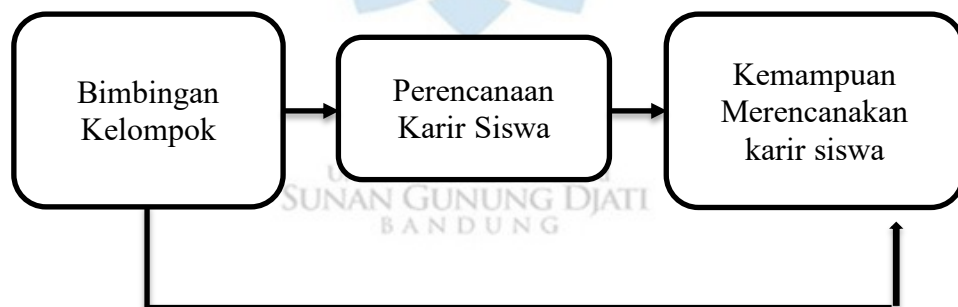 Bimbingan
Kelompok
Perencanaan
Karir Siswa
Kemampuan
Merencanakan
karir siswa
SUNAN GUNUNG DJATI
BANDUNG